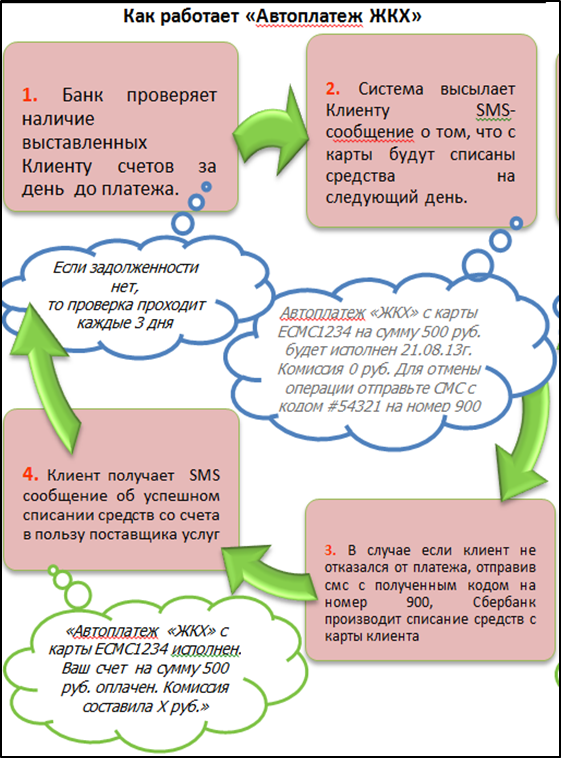 Как работает «Автоплатеж ЖКХ»
1. Банк проверяет
наличие
выставленных
Клиенту счетов за
день до платежа.
2. Система высылает
Клиенту SMS-
сообщение о том, что с
карты будут списаны
средства на
следующий день.
Если задолженности
нет,
то проверка проходит
каждые 3 дня
Автоплатеж «ЖКХ» с карты
ECMC1234 на сумму 500 руб.
будет исполнен 21.08.13г.
Комиссия 0 руб. Для отмены
операции отправьте СМС с
кодом #54321 на номер 900
4. Клиент получает SMS
сообщение об успешном
списании средств со счета
в пользу поставщика услуг
3. В случае если клиент не
отказался от платежа, отправив
смс с полученным кодом на
номер 900, Сбербанк
производит списание средств с
карты клиента
«Автоплатеж «ЖКХ» с
карты ECMC1234 исполнен.
Ваш счет на сумму 500
руб. оплачен. Комиссия
составила X руб.»